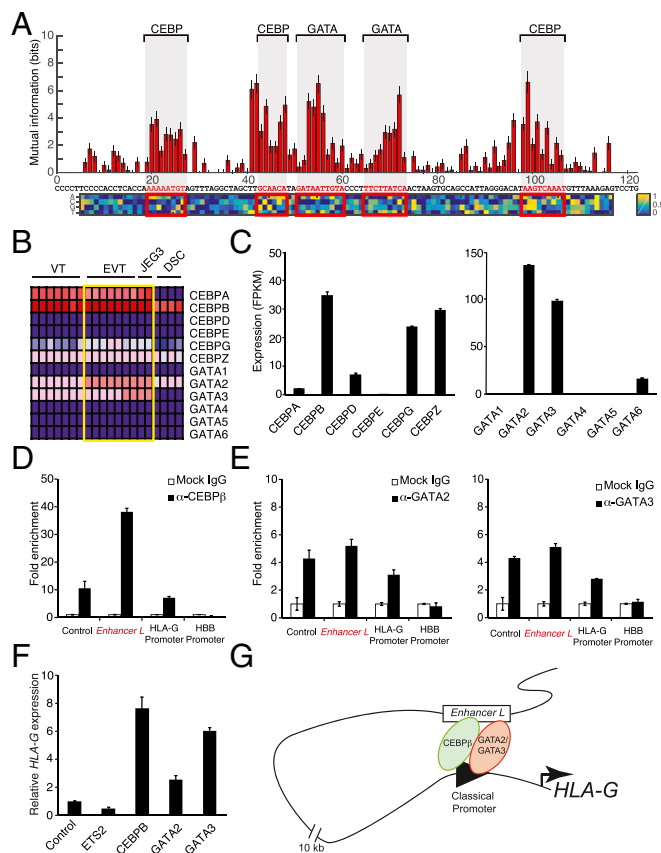 A
CEBP CEBP GATA GATA CEBP
Mutual information (bits)
10
8
6
4
2
0 20 40 60 80 100 120
CCCCTTCCCCACCTCACCAAAAAATGTAGTTTAGGCTAGCTTGCAACATAGATAATTGTACCCTTTCTTATCAACTAAGTGCAGCCATTAGGGACATAAGTCAAATGTTTAAAGAGTCCTG
A
C
G
T
1
0.5
0
B
VT EVT JEG3 DSC
CEBPA
CEBPB
CEBPD
CEBPE
CEBPG
CEBPZ
GATA1
GATA2
GATA3
GATA4
GATA5
GATA6
C
Expression (FPKM)
40
30
20
10
0
CEBPA CEBPB CEBPD CEBPE CEBPG CEBPZ
150
100
50
0
GATA1 GATA2 GATA3 GATA4 GATA5 GATA6
D
Fold enrichment
50
40
30
20
10
0
Mock IgG
α-CEBPβ
Control Enhancer L HLA-G Promoter HBB Promoter
E
Fold enrichment
8
6
4
2
0
Mock IgG
α-GATA2
Control Enhancer L HLA-G Promoter HBB Promoter
8
6
4
2
0
Mock IgG
α-GATA3
Control Enhancer L HLA-G Promoter HBB Promoter
F
Relative HLA-G expression
10
8
6
4
2
0
Control ETS2 CEBPB GATA2 GATA3
G
Enhancer L
CEBPβ
GATA2/
GATA3
Classical
Promoter
HLA-G
10 kb